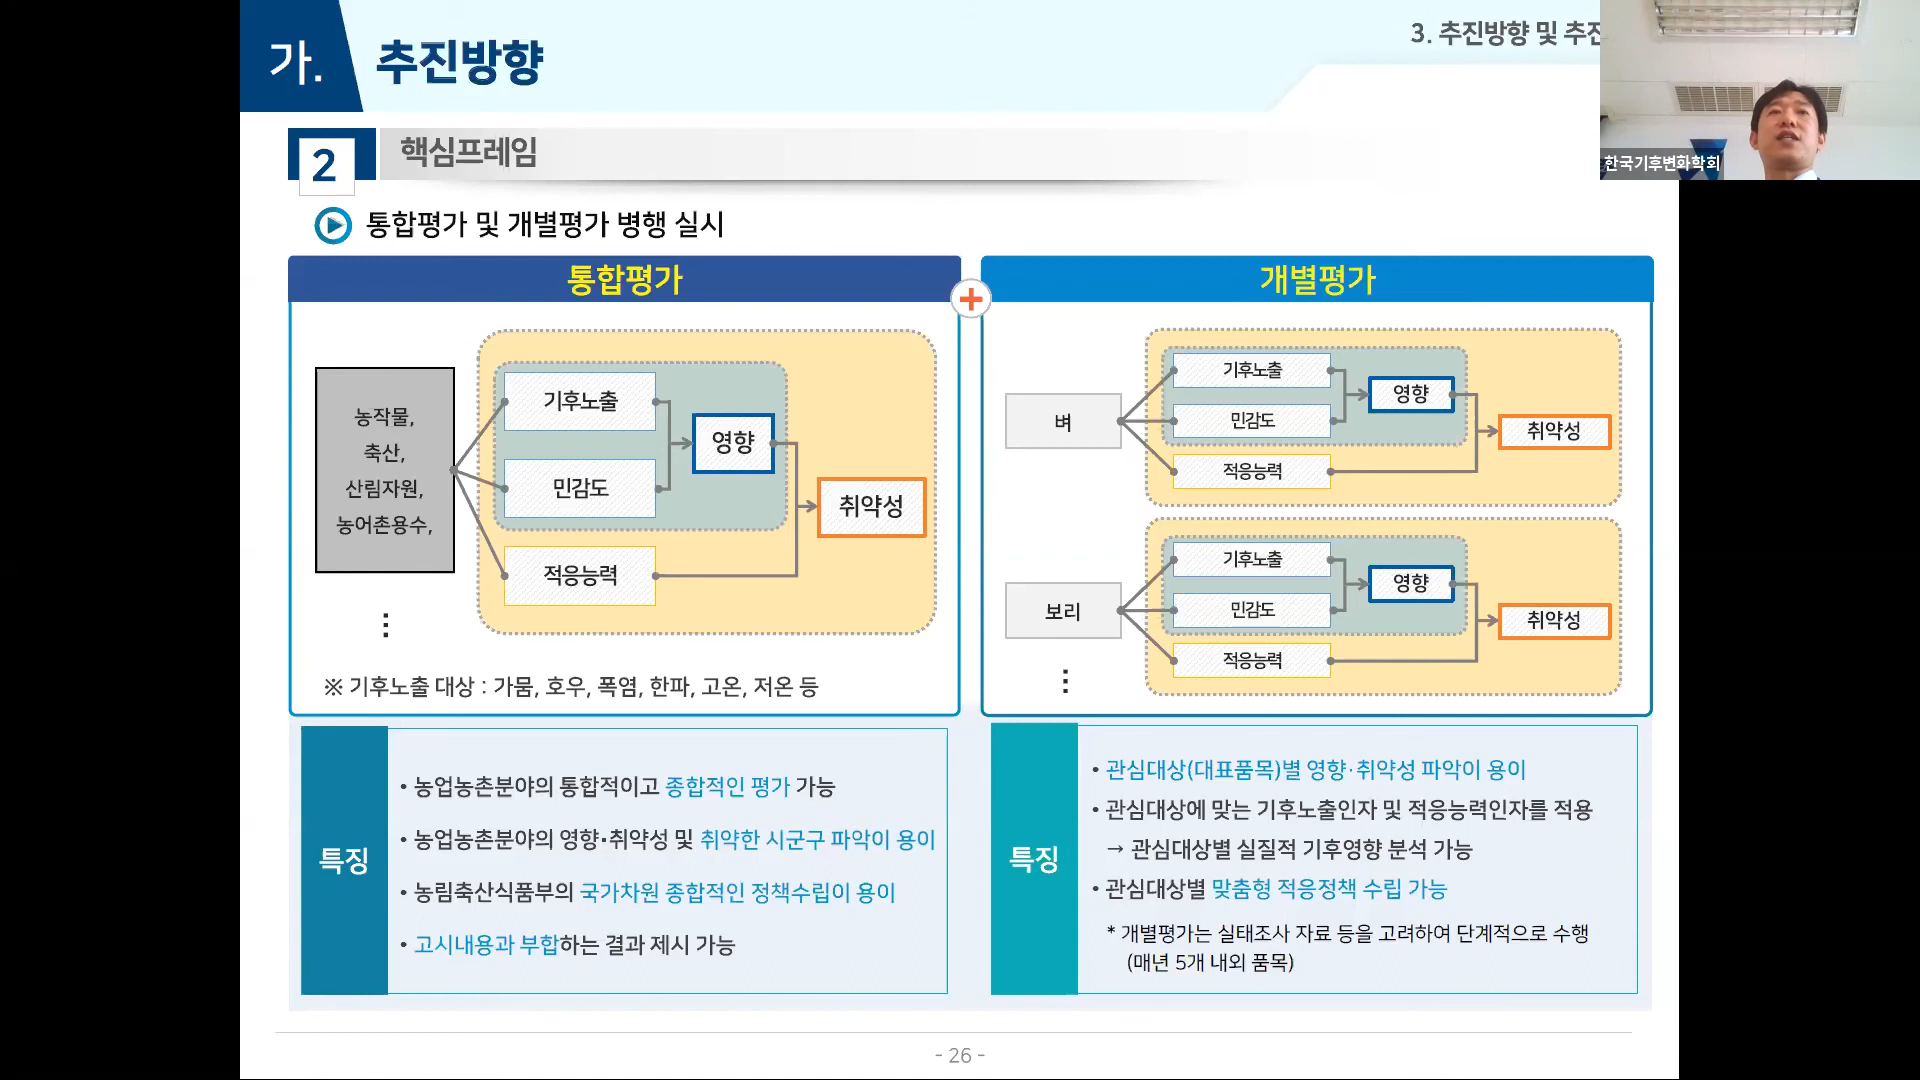 가.
추진방향
3. 추진방향 및 추진
한국기후변화학회
2
핵심프레임
통합평가 및 개별평가 병행 실시
통합평가
농작물,
축산,
산림자원,
농어촌용수,
⋮
기후노출
민감도
적응능력
영향
취약성
※ 기후노출 대상 : 가뭄, 호우, 폭염, 한파, 고온, 저온 등
+
개별평가
벼
기후노출
민감도
적응능력
영향
취약성
보리
⋮
기후노출
민감도
적응능력
영향
취약성
특징
• 농업농촌분야의 통합적이고 종합적인 평가 가능
• 농업농촌분야의 영향·취약성 및 취약한 시군구 파악이 용이
• 농림축산식품부의 국가차원 종합적인 정책수립이 용이
• 고시내용과 부합하는 결과 제시 가능
특징
• 관심대상(대표품목)별 영향·취약성 파악이 용이
• 관심대상에 맞는 기후노출인자 및 적응능력인자를 적용
→ 관심대상별 실질적 기후영향 분석 가능
• 관심대상별 맞춤형 적응정책 수립 가능
* 개별평가는 실태조사 자료 등을 고려하여 단계적으로 수행
(매년 5개 내외 품목)
- 26 -